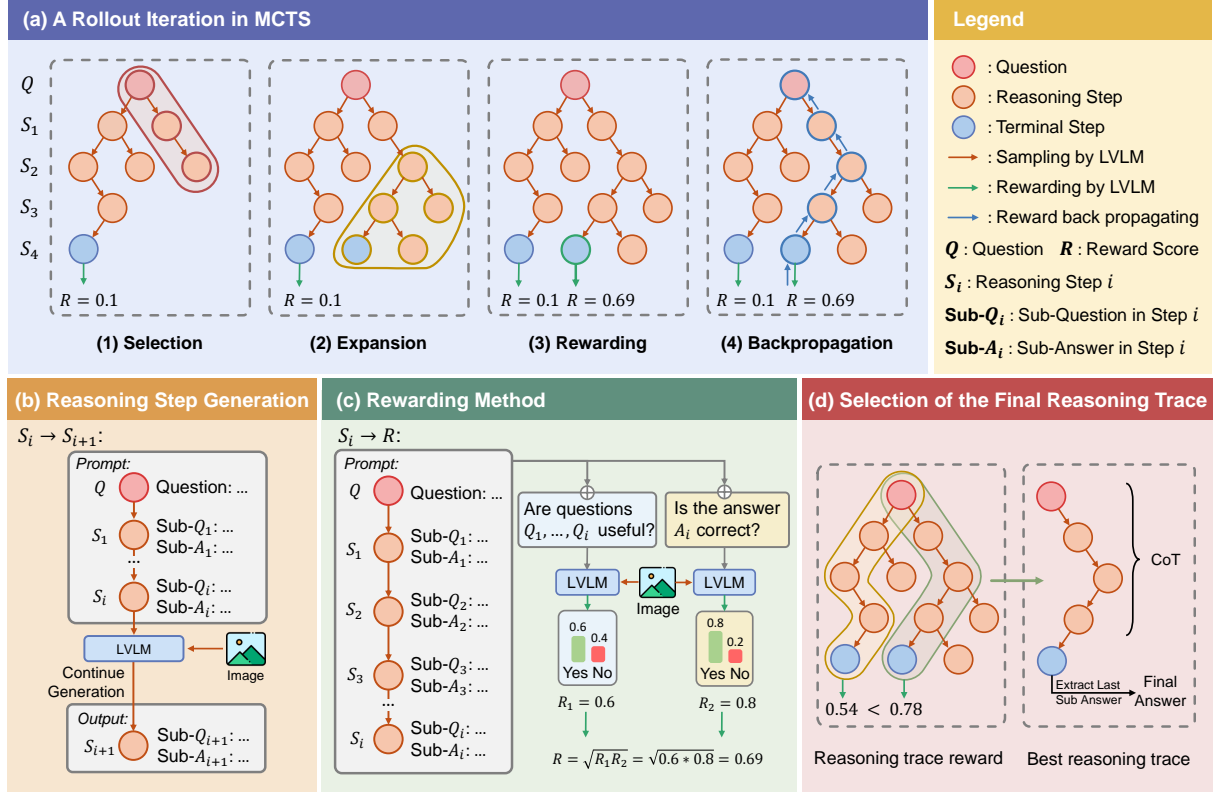 (a) A Rollout Iteration in MCTS
Q
S₁
S₂
S₃
S₄
R = 0.1
(1) Selection
R = 0.1
(2) Expansion
R = 0.1 R = 0.69
(3) Rewarding
R = 0.1 R = 0.69
(4) Backpropagation
Legend
: Question
: Reasoning Step
: Terminal Step
: Sampling by LVLM
: Rewarding by LVLM
: Reward back propagating
Q : Question R : Reward Score
Sᵢ : Reasoning Step i
Sub-Qᵢ : Sub-Question in Step i
Sub-Aᵢ : Sub-Answer in Step i
(b) Reasoning Step Generation
Sᵢ → Sᵢ₊₁:
Prompt:
Q Question: ...
S₁ Sub-Q₁: ...
Sub-A₁: ...
...
Sᵢ Sub-Qᵢ: ...
Sub-Aᵢ: ...
LVLM
Image
Continue
Generation
Output:
Sᵢ₊₁ Sub-Qᵢ₊₁: ...
Sub-Aᵢ₊₁: ...
(c) Rewarding Method
Sᵢ → R:
Prompt:
Q Question: ...
S₁ Sub-Q₁: ...
Sub-A₁: ...
S₂ Sub-Q₂: ...
Sub-A₂: ...
S₃ Sub-Q₃: ...
Sub-A₃: ...
...
Sᵢ Sub-Qᵢ: ...
Sub-Aᵢ: ...
Are questions
Q₁, ... , Qᵢ useful?
Is the answer
Aᵢ correct?
LVLM
Image
LVLM
0.6
0.4
Yes No
0.8
0.2
Yes No
R₁ = 0.6
R₂ = 0.8
R = √R₁R₂ = √0.6 * 0.8 = 0.69
(d) Selection of the Final Reasoning Trace
0.54 < 0.78
Reasoning trace reward
CoT
Extract Last
Sub Answer
Final
Answer
Best reasoning trace